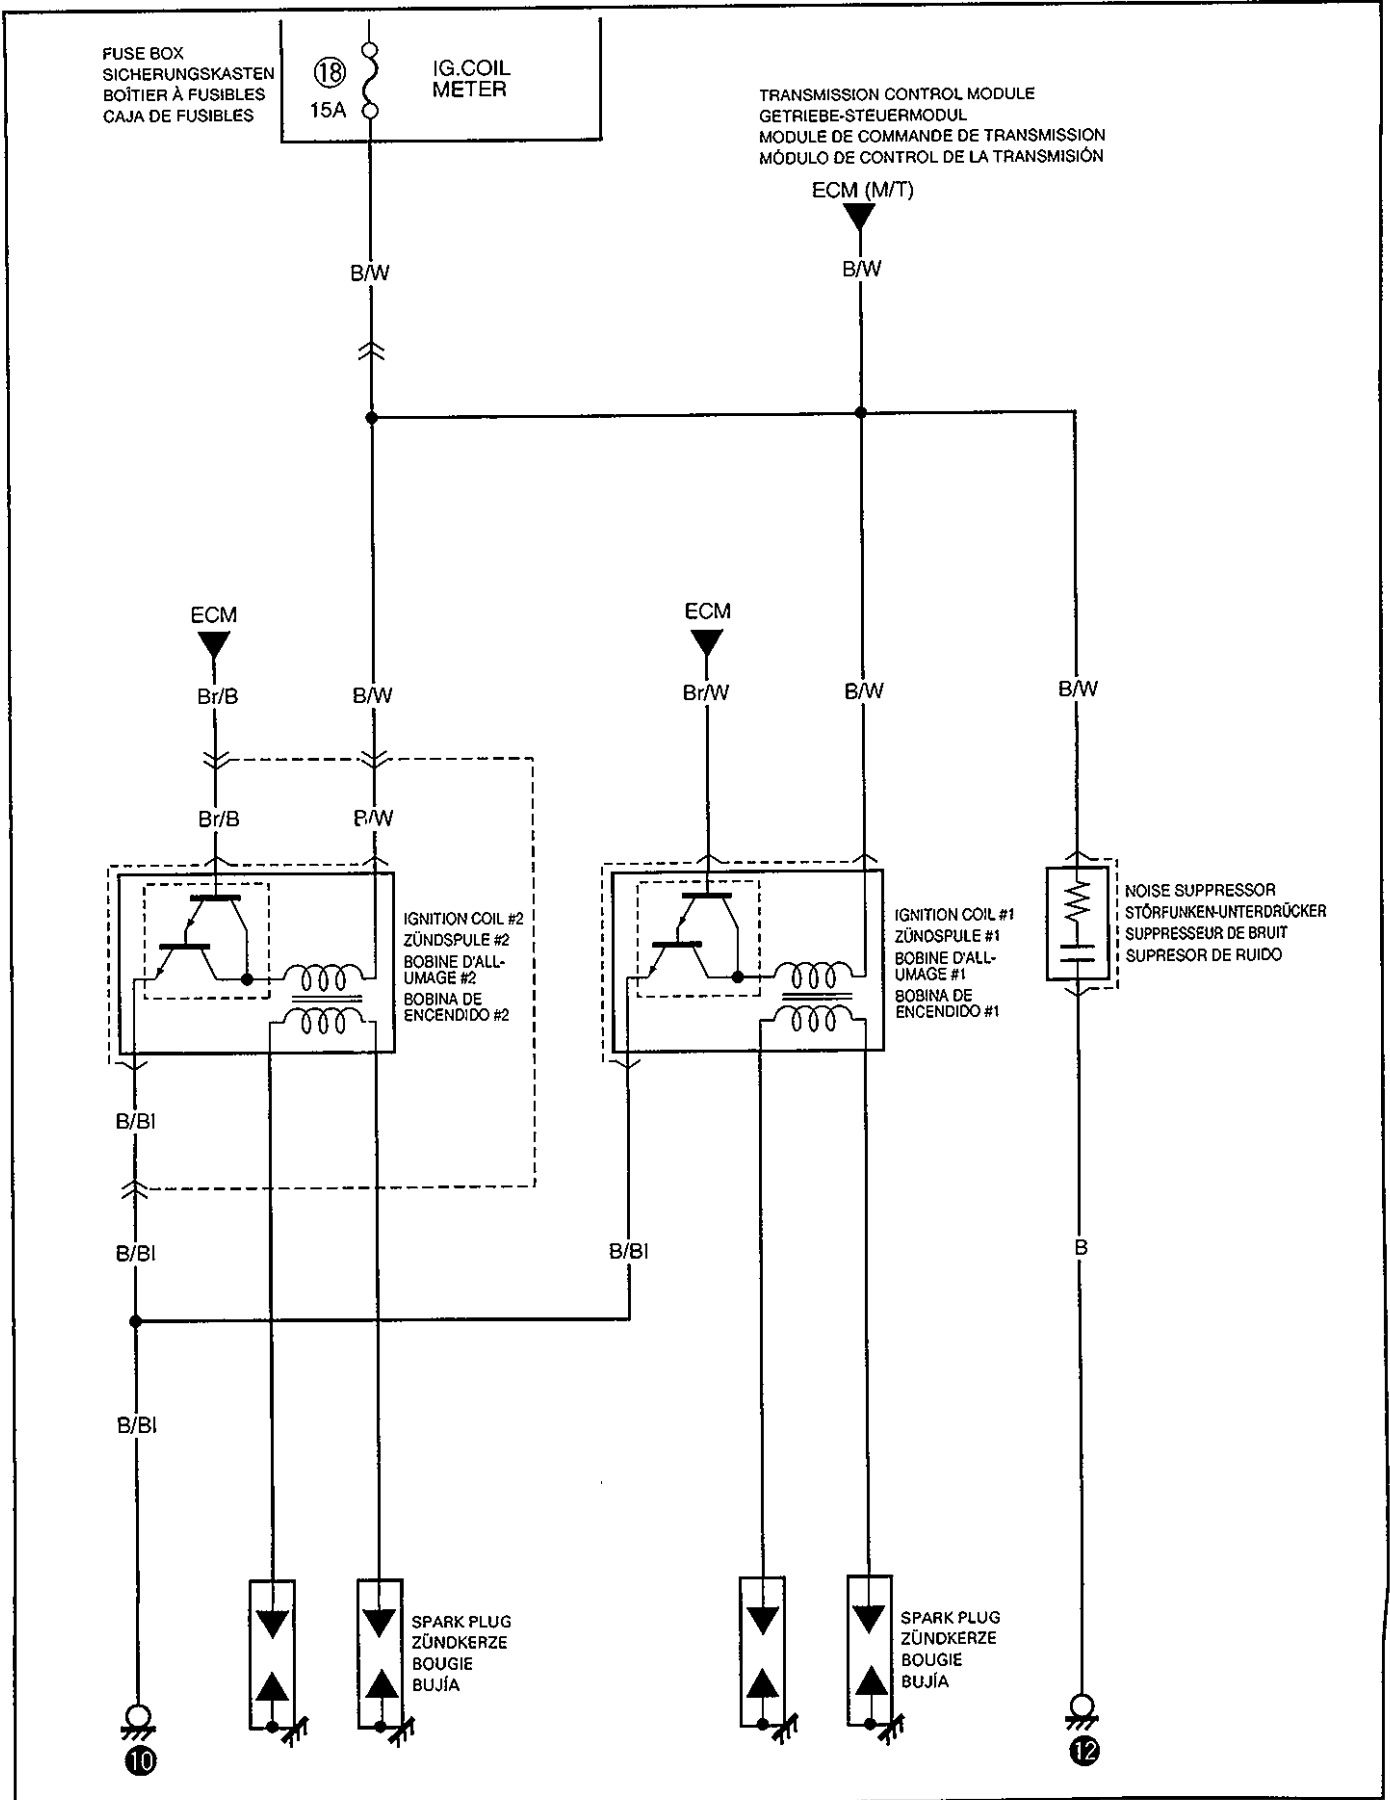 FUSE BOX
SICHERUNGSKASTEN
BOÎTIER À FUSIBLES
CAJA DE FUSIBLES
18
15A
IG.COIL
METER
TRANSMISSION CONTROL MODULE
GETRIEBE-STEUERMODUL
MODULE DE COMMANDE DE TRANSMISSION
MÓDULO DE CONTROL DE LA TRANSMISIÓN
ECM (M/T)
B/W
B/W
ECM
ECM
Br/B
B/W
Br/W
B/W
B/W
Br/B
B/W
IGNITION COIL #2
ZÜNDSPULE #2
BOBINE D'ALL-
UMAGE #2
BOBINA DE
ENCENDIDO #2
IGNITION COIL #1
ZÜNDSPULE #1
BOBINE D'ALL-
UMAGE #1
BOBINA DE
ENCENDIDO #1
NOISE SUPPRESSOR
STÖRFUNKEN-UNTERDRÜCKER
SUPPRESSEUR DE BRUIT
SUPRESOR DE RUIDO
B/Bl
B/Bl
B/Bl
B
B/Bl
SPARK PLUG
ZÜNDKERZE
BOUGIE
BUJÍA
SPARK PLUG
ZÜNDKERZE
BOUGIE
BUJÍA
10
12